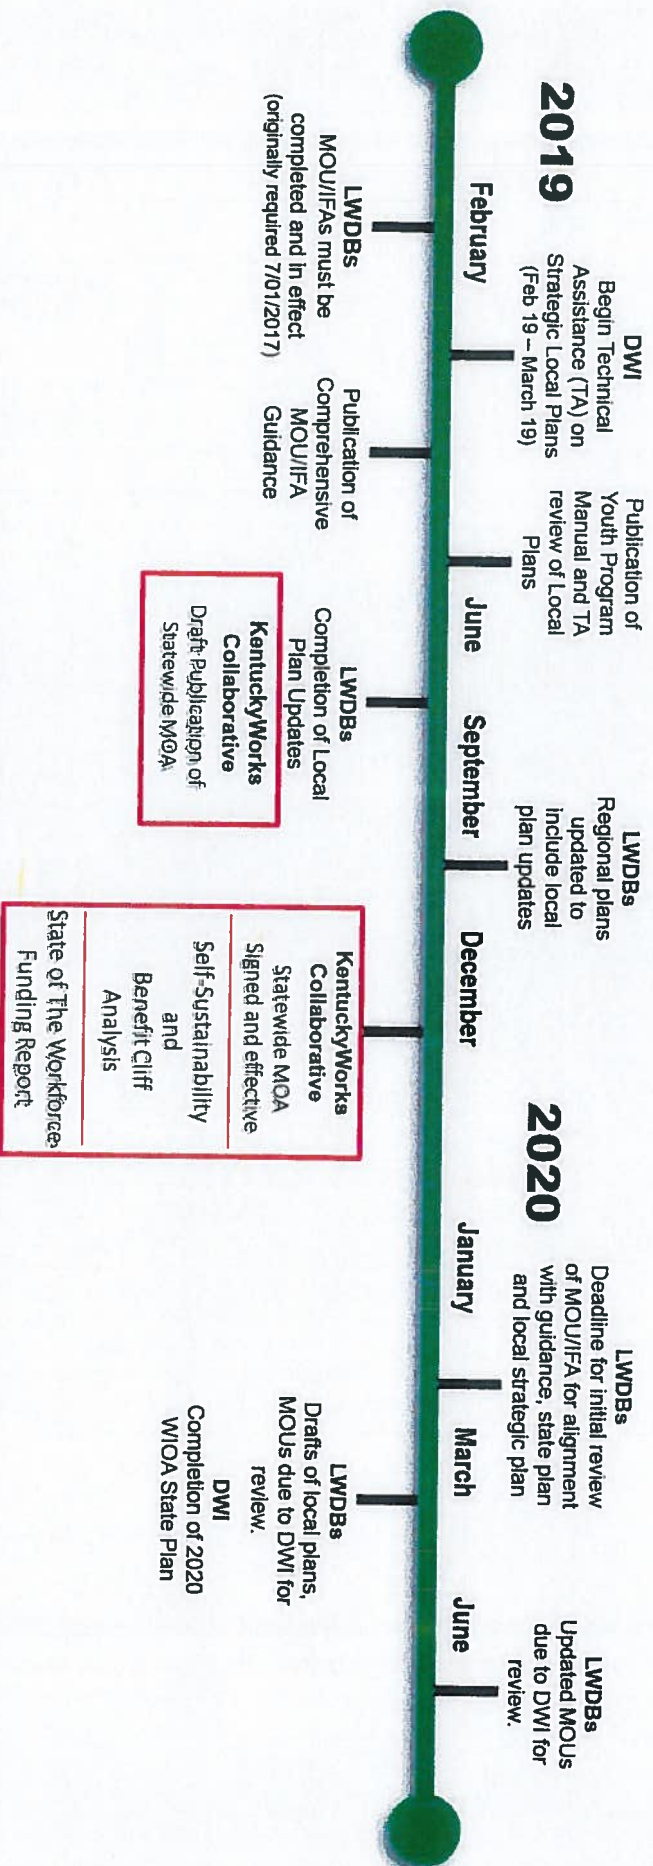 2019
February
LWDBs
MOU/IFAs must be
completed and in effect
(originally required 7/01/2017)
DWI
Begin Technical
Assistance (TA) on
Strategic Local Plans
(Feb 19 – March 19)
Publication of
Comprehensive
MOU/IFA
Guidance
Publication of
Youth Program
Manual and TA
review of Local
Plans
June
LWDBs
Completion of Local
Plan Updates
KentuckyWorks
Collaborative
Draft Publication of
Statewide MOA
September
LWDBs
Regional plans
updated to
include local
plan updates
December
KentuckyWorks
Collaborative
Statewide MOA
Signed and effective
Self-Sustainability
and
Benefit Cliff
Analysis
State of The Workforce
Funding Report
2020
January
LWDBs
Deadline for initial review
of MOU/IFA for alignment
with guidance, state plan
and local strategic plan
March
LWDBs
Drafts of local plans,
MOUs due to DWI for
review.
DWI
Completion of 2020
WIOA State Plan
June
LWDBs
Updated MOUs
due to DWI for
review.